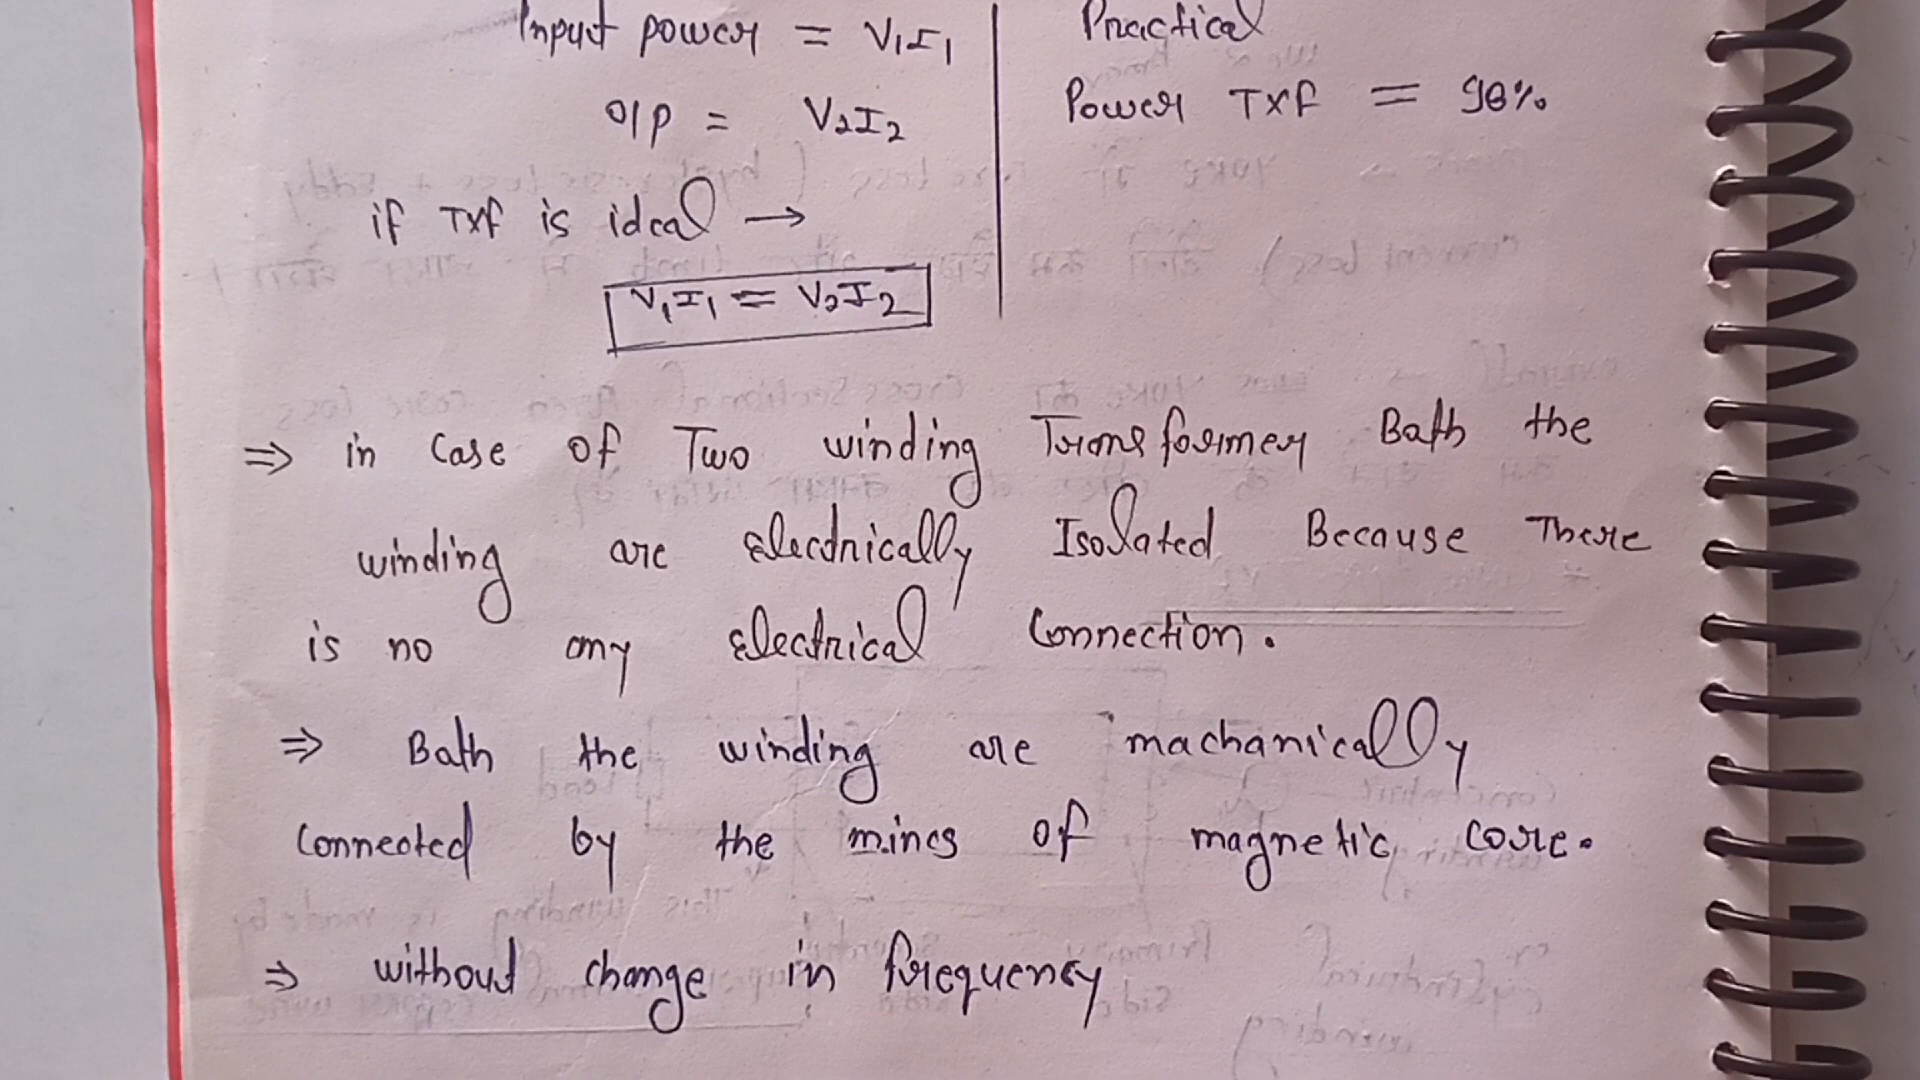 Input power = V₁I₁
O/P = V₂I₂
if Txf is ideal →
V₁I₁ = V₂I₂
Practical
Power Txf = 98%
⇒ in Case of Two winding Transformer Bath the
winding are electrically Isolated Because There
is no any electrical Connection.
⇒ Bath the winding are machanically
Connected by the mines of magnetic core.
⇒ without change in frequency